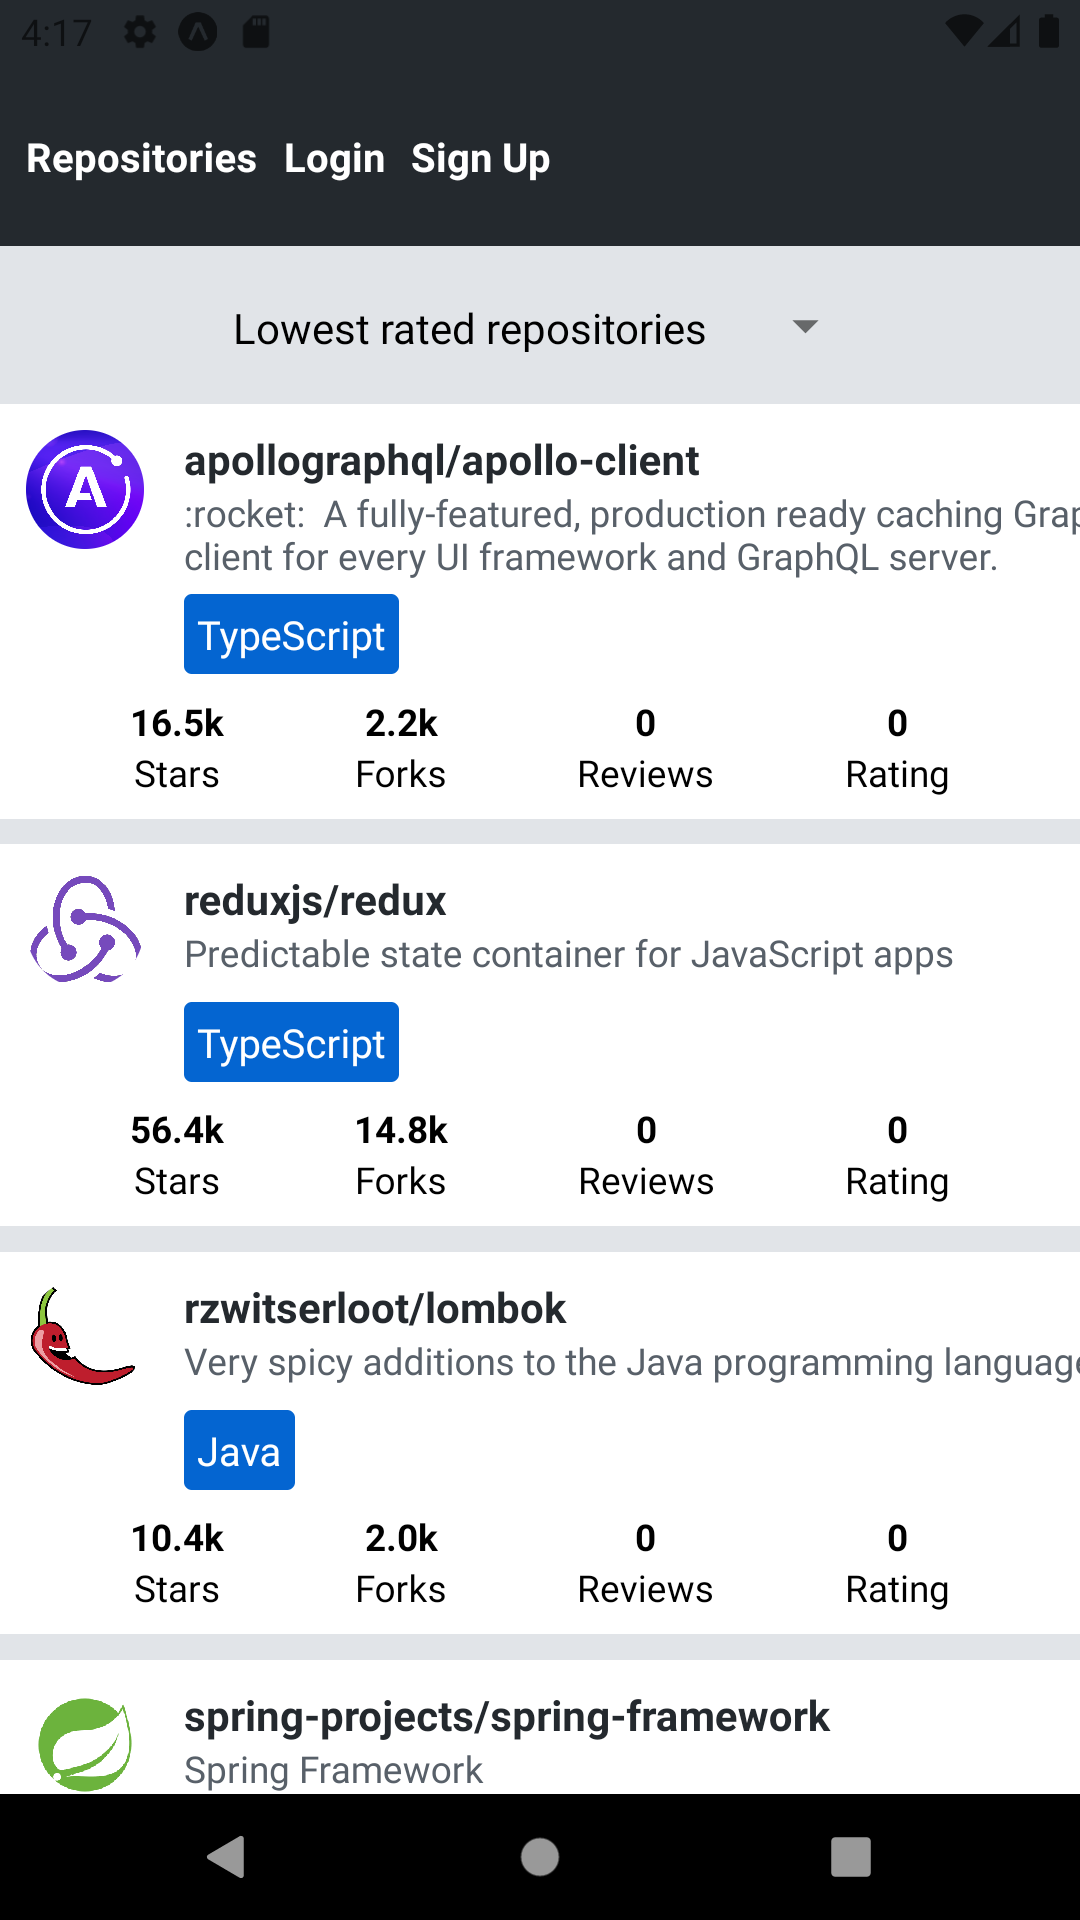 4:17
Repositories Login Sign Up
Lowest rated repositories
A
apollographql/apollo-client
:rocket:  A fully-featured, production ready caching Grap
client for every UI framework and GraphQL server.
TypeScript
16.5k 2.2k 0 0
Stars Forks Reviews Rating
reduxjs/redux
Predictable state container for JavaScript apps
TypeScript
56.4k 14.8k 0 0
Stars Forks Reviews Rating
rzwitserloot/lombok
Very spicy additions to the Java programming language
Java
10.4k 2.0k 0 0
Stars Forks Reviews Rating
spring-projects/spring-framework
Spring Framework